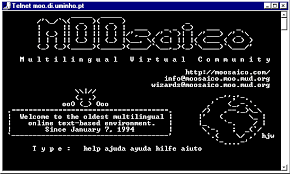 Telnet moo.di.uminho.pt
MOOsaico
Multilingual Virtual Community
http://moosaico.com/
info@moosaico.moo.mud.org
wizards@moosaico.moo.mud.org
ooO Ooo
Welcome to the oldest multilingual
online text-based environment.
Since January 7, 1994
hjw
Type: help ajuda ayuda hilfe aiuto